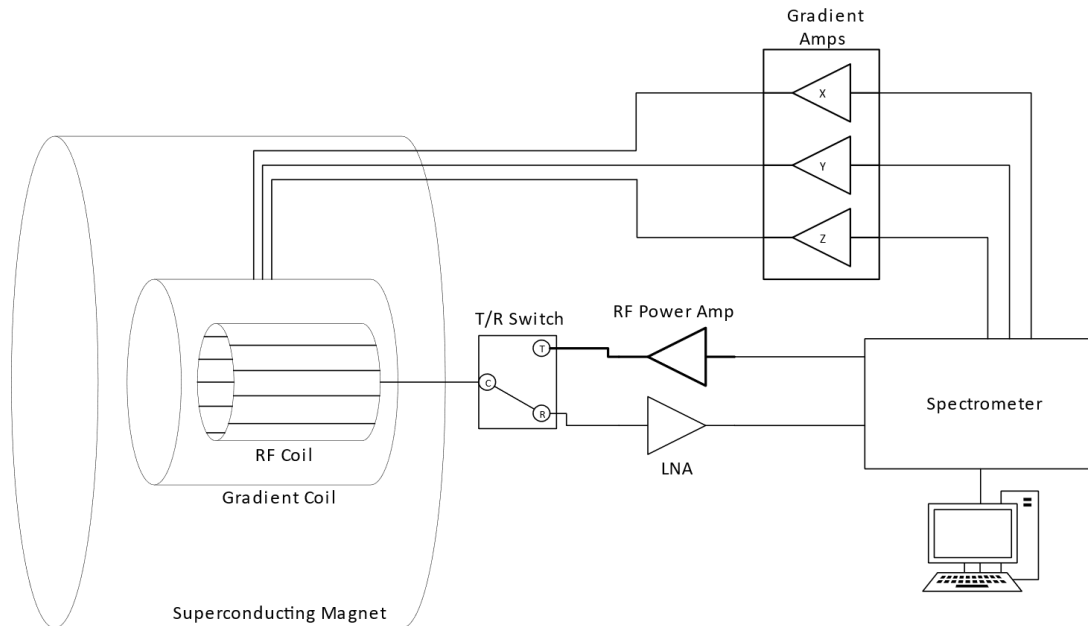 Gradient
Amps
X
Y
Z
T/R Switch
RF Power Amp
T
C
R
Spectrometer
RF Coil
LNA
Gradient Coil
Superconducting Magnet